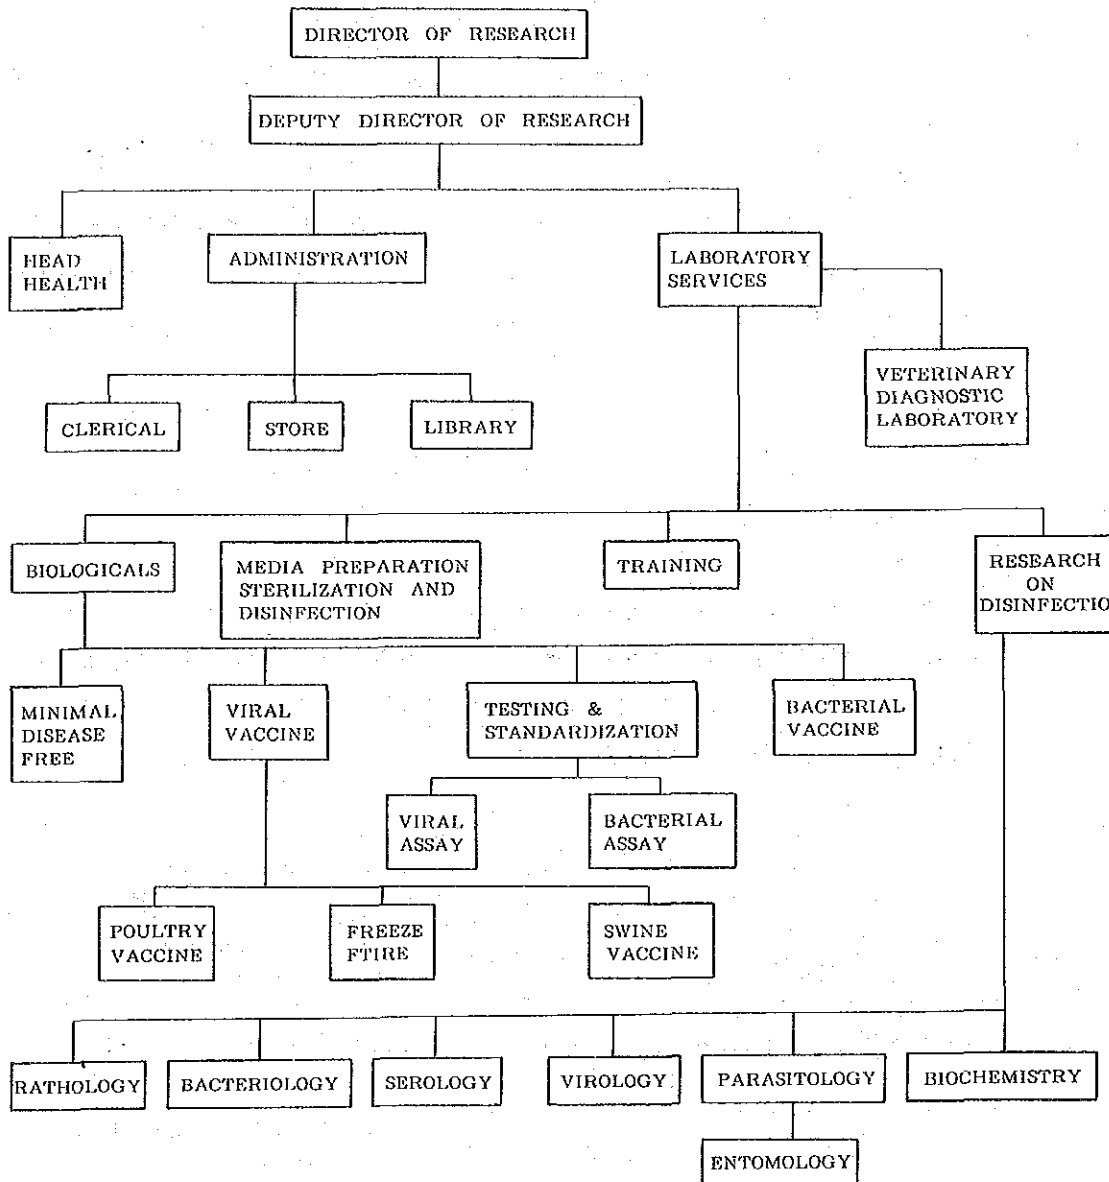 DIRECTOR OF RESEARCH
DEPUTY DIRECTOR OF RESEARCH
HEAD
HEALTH
ADMINISTRATION
LABORATORY
SERVICES
VETERINARY
DIAGNOSTIC
LABORATORY
CLERICAL
STORE
LIBRARY
BIOLOGICALS
MEDIA PREPARATION
STERILIZATION AND
DISINFECTION
TRAINING
RESEARCH
ON
DISINFECTIO
MINIMAL
DISEASE
FREE
VIRAL
VACCINE
TESTING &
STANDARDIZATION
BACTERIAL
VACCINE
VIRAL
ASSAY
BACTERIAL
ASSAY
POULTRY
VACCINE
FREEZE
FTIRE
SWINE
VACCINE
RATHOLOGY
BACTERIOLOGY
SEROLOGY
VIROLOGY
PARASITOLOGY
BIOCHEMISTRY
ENTOMOLOGY